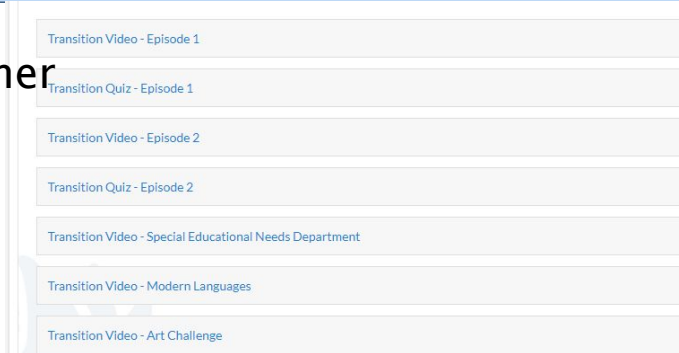 Transition Video - Episode 1
Transition Quiz - Episode 1
Transition Video - Episode 2
Transition Quiz - Episode 2
Transition Video - Special Educational Needs Department
Transition Video - Modern Languages
Transition Video - Art Challenge